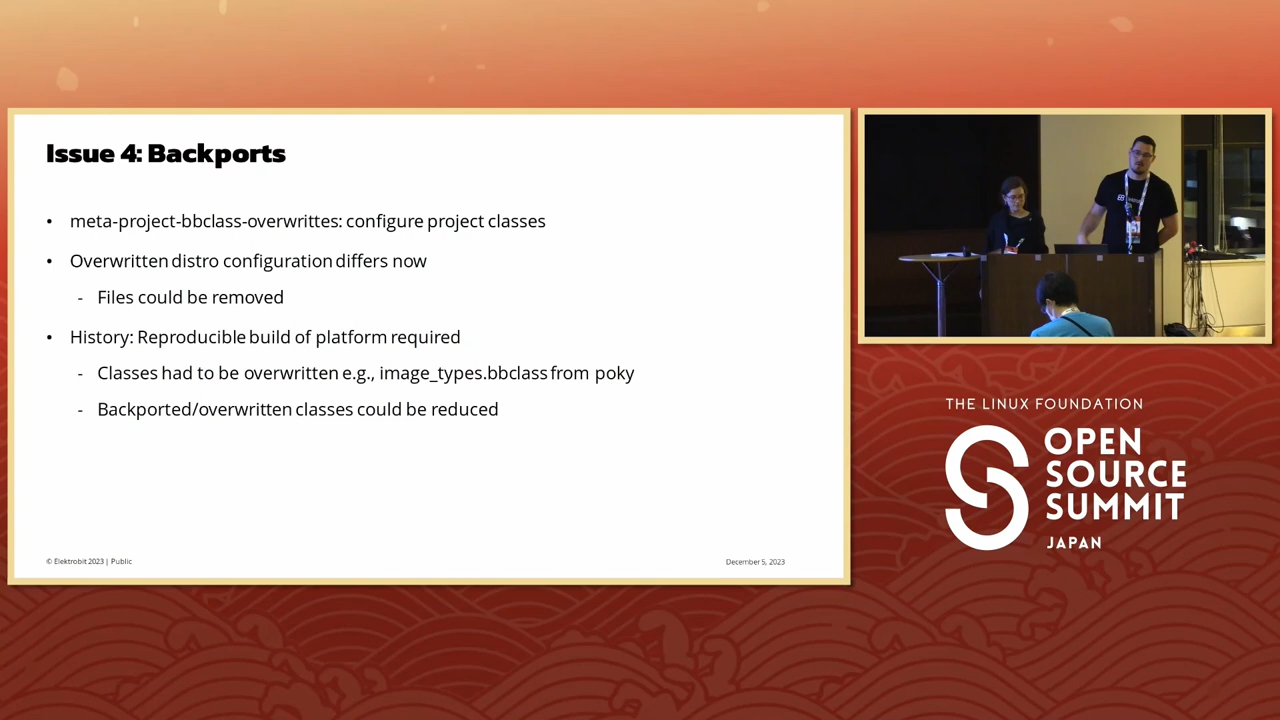 Issue 4: Backports
• meta-project-bbclass-overwrittes: configure project classes
• Overwritten distro configuration differs now
- Files could be removed
• History: Reproducible build of platform required
- Classes had to be overwritten e.g., image_types.bbclass from poky
- Backported/overwritten classes could be reduced
© Elektrobit 2023 | Public
December 5, 2023
THE LINUX FOUNDATION
OPEN
SOURCE
SUMMIT
JAPAN